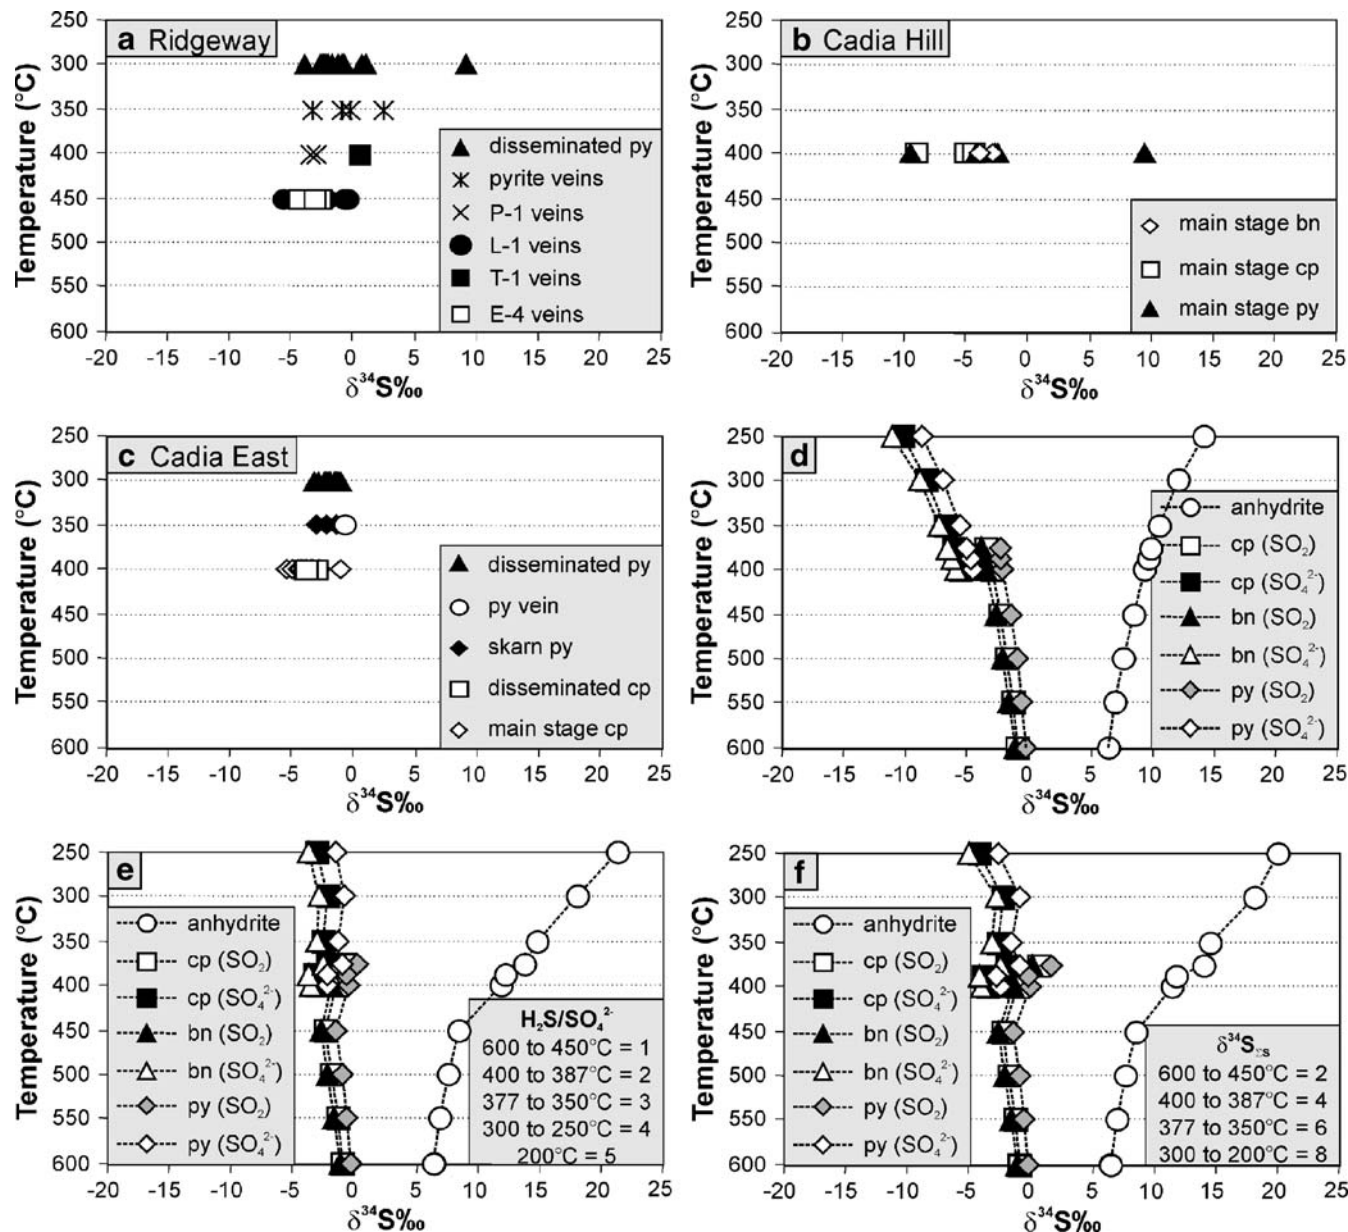 a Ridgeway
250
300
350
400
450
500
550
600
Temperature (°C)
disseminated py
pyrite veins
P-1 veins
L-1 veins
T-1 veins
E-4 veins
-20 -15 -10 -5 0 5 10 15 20 25
δ³⁴S‰
b Cadia Hill
250
300
350
400
450
500
550
600
Temperature (°C)
main stage bn
main stage cp
main stage py
-20 -15 -10 -5 0 5 10 15 20 25
δ³⁴S‰
c Cadia East
250
300
350
400
450
500
550
600
Temperature (°C)
disseminated py
py vein
skarn py
disseminated cp
main stage cp
-20 -15 -10 -5 0 5 10 15 20 25
δ³⁴S‰
d
250
300
350
400
450
500
550
600
Temperature (°C)
anhydrite
cp (SO₂)
cp (SO₄²⁻)
bn (SO₂)
bn (SO₄²⁻)
py (SO₂)
py (SO₄²⁻)
-20 -15 -10 -5 0 5 10 15 20 25
δ³⁴S‰
e
250
300
350
400
450
500
550
600
Temperature (°C)
anhydrite
cp (SO₂)
cp (SO₄²⁻)
bn (SO₂)
bn (SO₄²⁻)
py (SO₂)
py (SO₄²⁻)
H₂S/SO₄²⁻
600 to 450°C = 1
400 to 387°C = 2
377 to 350°C = 3
300 to 250°C = 4
200°C = 5
-20 -15 -10 -5 0 5 10 15 20 25
δ³⁴S‰
f
250
300
350
400
450
500
550
600
Temperature (°C)
anhydrite
cp (SO₂)
cp (SO₄²⁻)
bn (SO₂)
bn (SO₄²⁻)
py (SO₂)
py (SO₄²⁻)
δ³⁴S_ΣS
600 to 450°C = 2
400 to 387°C = 4
377 to 350°C = 6
300 to 200°C = 8
-20 -15 -10 -5 0 5 10 15 20 25
δ³⁴S‰